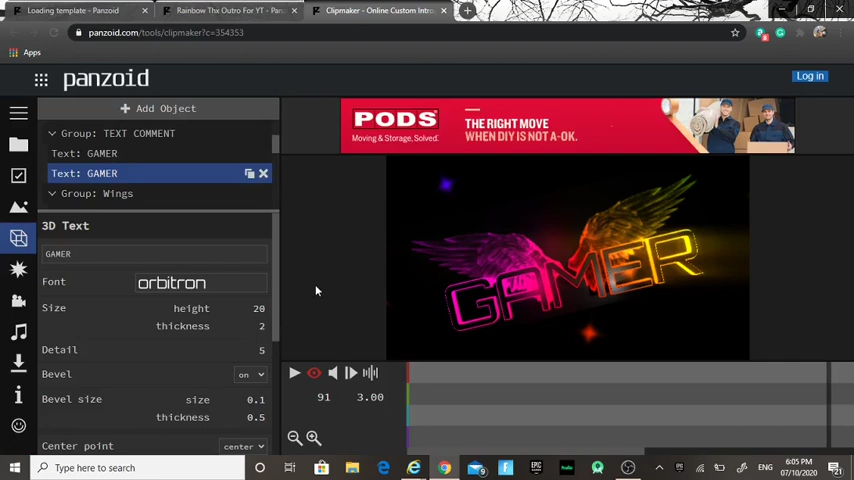 Loading template - Panzoid
Rainbow Thx Outro For YT - Pan
Clipmaker - Online Custom Intro
panzoid.com/tools/clipmaker?c=354353
Apps
panzoid
Log in
Add Object
Group: TEXT COMMENT
Text: GAMER
Text: GAMER
Group: Wings
PODS
Moving & Storage, Solved.
THE RIGHT MOVE
WHEN DIY IS NOT A-OK.
3D Text
GAMER
Font orbitron
Size height 20
thickness 2
Detail 5
Bevel on
Bevel size size 0.1
thickness 0.5
Center point center
GAMER
91 3.00
Type here to search
ENG
6:05 PM
07/10/2020